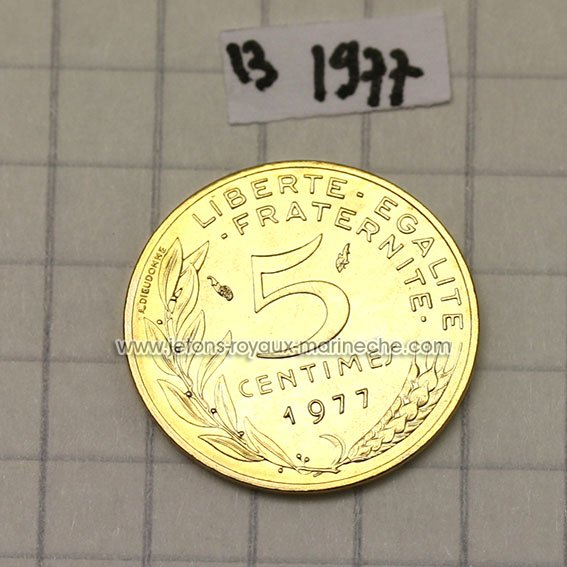 13 1977
LIBERTE · EGALITE
· FRATERNITE ·
A.DIEUDONNE
5
CENTIMES
1977
www.jetons-royaux-marineche.com